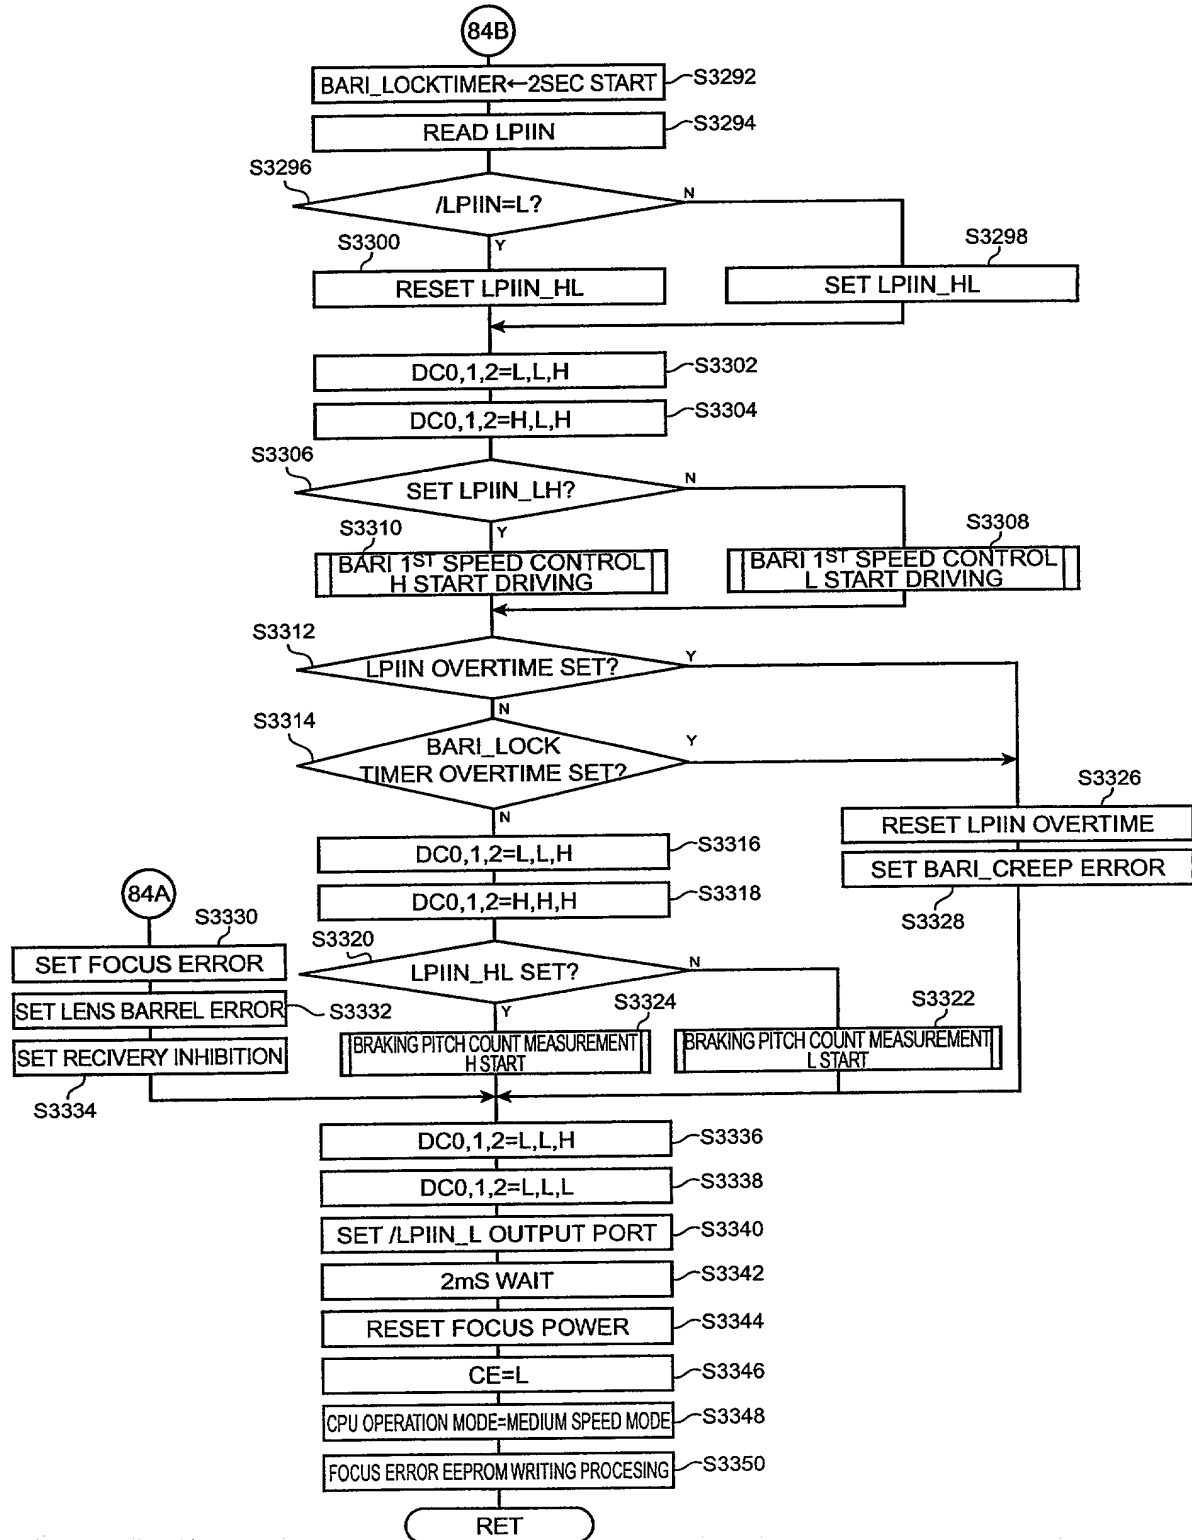 84B
BARI_LOCKTIMER←2SEC START
S3292
READ LPIIN
S3294
S3296
/LPIIN=L?
N
Y
S3300
RESET LPIIN_HL
S3298
SET LPIIN_HL
DC0,1,2=L,L,H
S3302
DC0,1,2=H,L,H
S3304
S3306
SET LPIIN_LH?
N
Y
S3310
BARI 1ST SPEED CONTROL
H START DRIVING
S3308
BARI 1ST SPEED CONTROL
L START DRIVING
S3312
LPIIN OVERTIME SET?
Y
N
S3314
BARI_LOCK
TIMER OVERTIME SET?
Y
N
S3326
RESET LPIIN OVERTIME
SET BARI_CREEP ERROR
S3328
DC0,1,2=L,L,H
S3316
DC0,1,2=H,H,H
S3318
84A
S3330
SET FOCUS ERROR
SET LENS BARREL ERROR
S3332
SET RECIVERY INHIBITION
S3334
S3320
LPIIN_HL SET?
N
Y
S3324
BRAKING PITCH COUNT MEASUREMENT
H START
S3322
BRAKING PITCH COUNT MEASUREMENT
L START
DC0,1,2=L,L,H
S3336
DC0,1,2=L,L,L
S3338
SET /LPIIN_L OUTPUT PORT
S3340
2mS WAIT
S3342
RESET FOCUS POWER
S3344
CE=L
S3346
CPU OPERATION MODE=MEDIUM SPEED MODE
S3348
FOCUS ERROR EEPROM WRITING PROCESING
S3350
RET